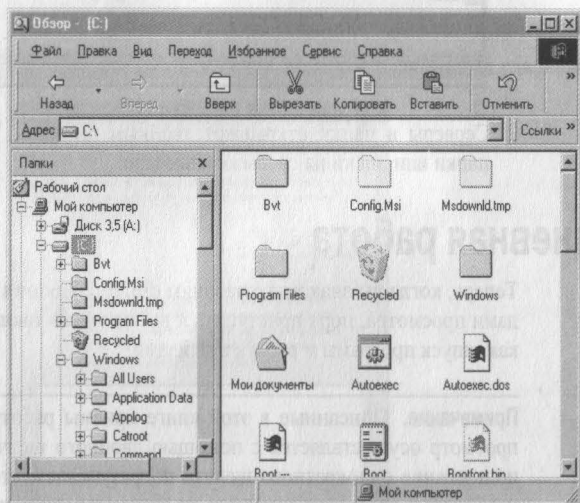 Обзор - [C:]
Файл Правка Вид Переход Избранное Сервис Справка
Назад Вперед Вверх Вырезать Копировать Вставить Отменить »
Адрес C:\ Ссылки »
Папки
Рабочий стол
Мой компьютер
Диск 3,5 (A:)
[C:]
Bvt
Config.Msi
Msdownld.tmp
Program Files
Recycled
Windows
All Users
Application Data
Applog
Catroot
Command
Bvt Config.Msi Msdownld.tmp
Program Files Recycled Windows
Мои документы Autoexec Autoexec.dos
Boot --- Boot Bootfont.bin
Мой компьютер